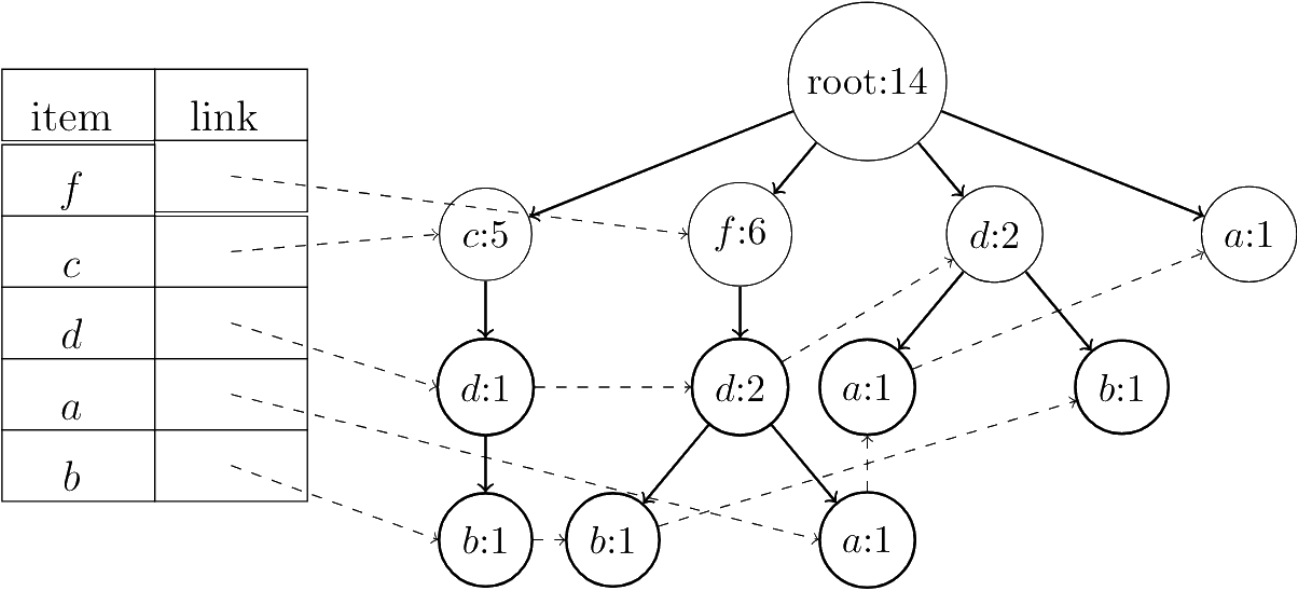 item link
f
c
d
a
b
root:14
c:5 f:6 d:2 a:1
d:1 d:2 a:1 b:1
b:1 b:1 a:1